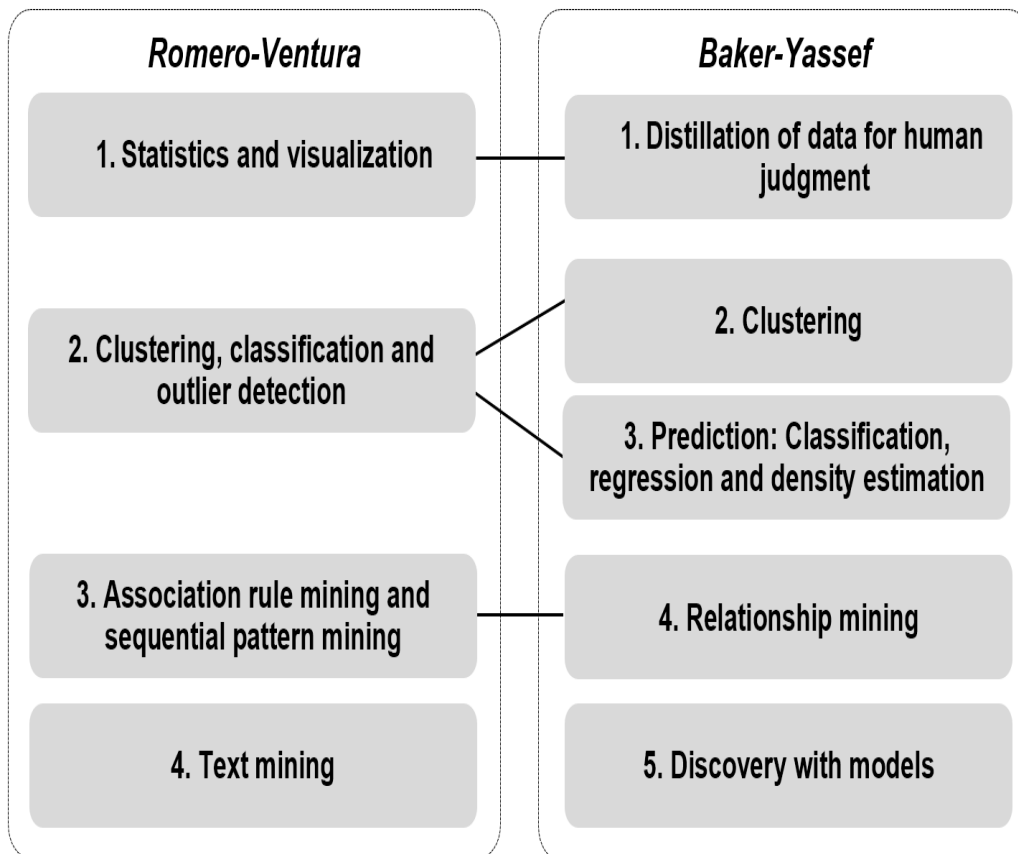 Romero-Ventura
1. Statistics and visualization
2. Clustering, classification and
outlier detection
3. Association rule mining and
sequential pattern mining
4. Text mining
Baker-Yassef
1. Distillation of data for human
judgment
2. Clustering
3. Prediction: Classification,
regression and density estimation
4. Relationship mining
5. Discovery with models